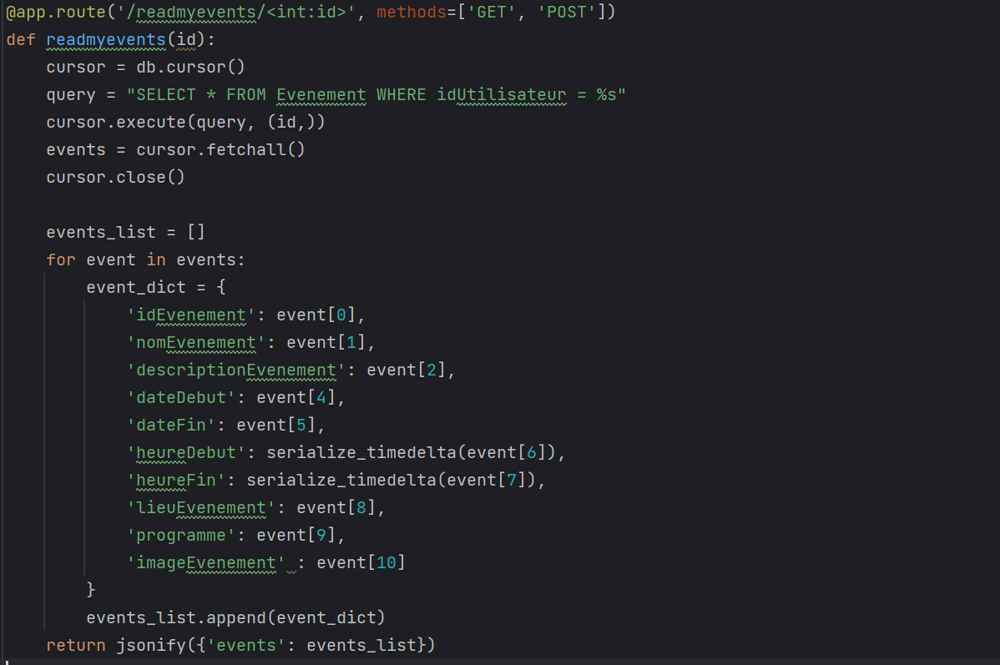 @app.route('/readmyevents/<int:id>', methods=['GET', 'POST'])
def readmyevents(id):
    cursor = db.cursor()
    query = "SELECT * FROM Evenement WHERE idUtilisateur = %s"
    cursor.execute(query, (id,))
    events = cursor.fetchall()
    cursor.close()

    events_list = []
    for event in events:
        event_dict = {
            'idEvenement': event[0],
            'nomEvenement': event[1],
            'descriptionEvenement': event[2],
            'dateDebut': event[4],
            'dateFin': event[5],
            'heureDebut': serialize_timedelta(event[6]),
            'heureFin': serialize_timedelta(event[7]),
            'lieuEvenement': event[8],
            'programme': event[9],
            'imageEvenement' : event[10]
        }
        events_list.append(event_dict)
    return jsonify({'events': events_list})